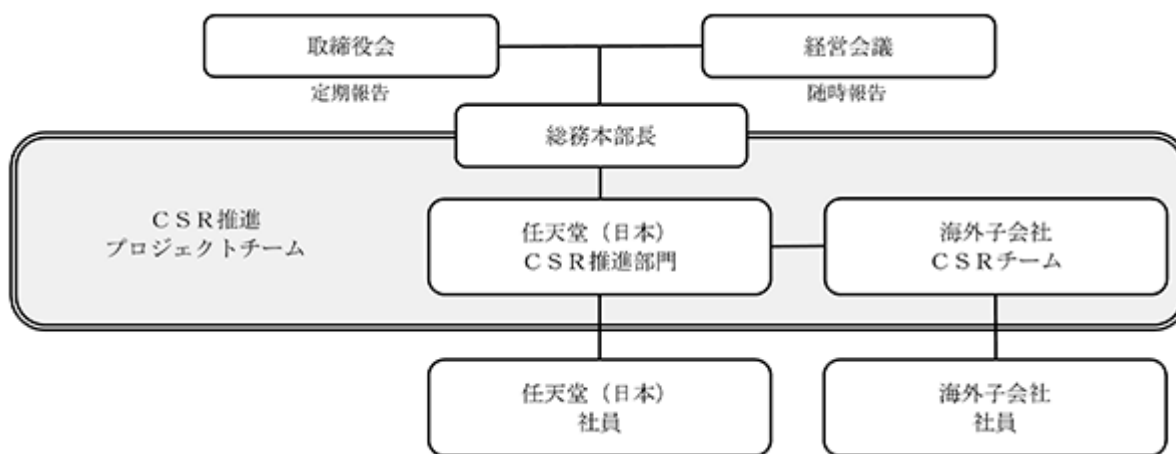 取締役会
経営会議
定期報告
随時報告
総務本部長
ＣＳＲ推進
プロジェクトチーム
任天堂（日本）
ＣＳＲ推進部門
海外子会社
ＣＳＲチーム
任天堂（日本）
社員
海外子会社
社員